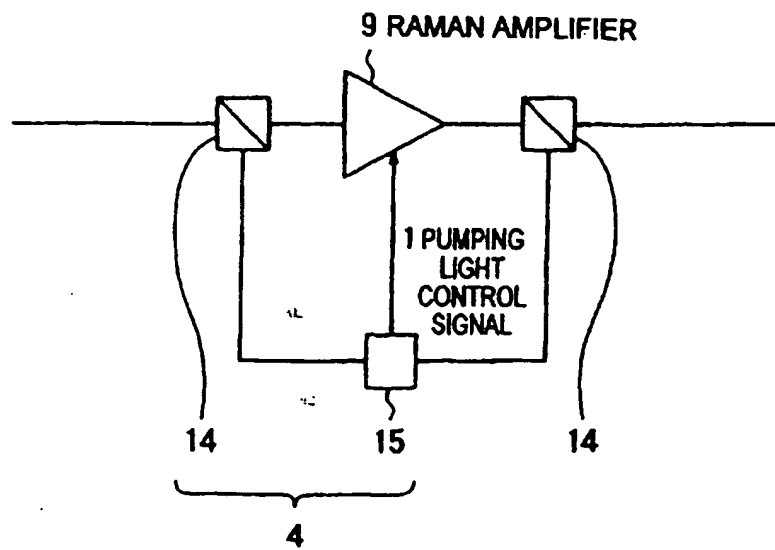 9 RAMAN AMPLIFIER
1 PUMPING
LIGHT
CONTROL
SIGNAL
14
15
14
4